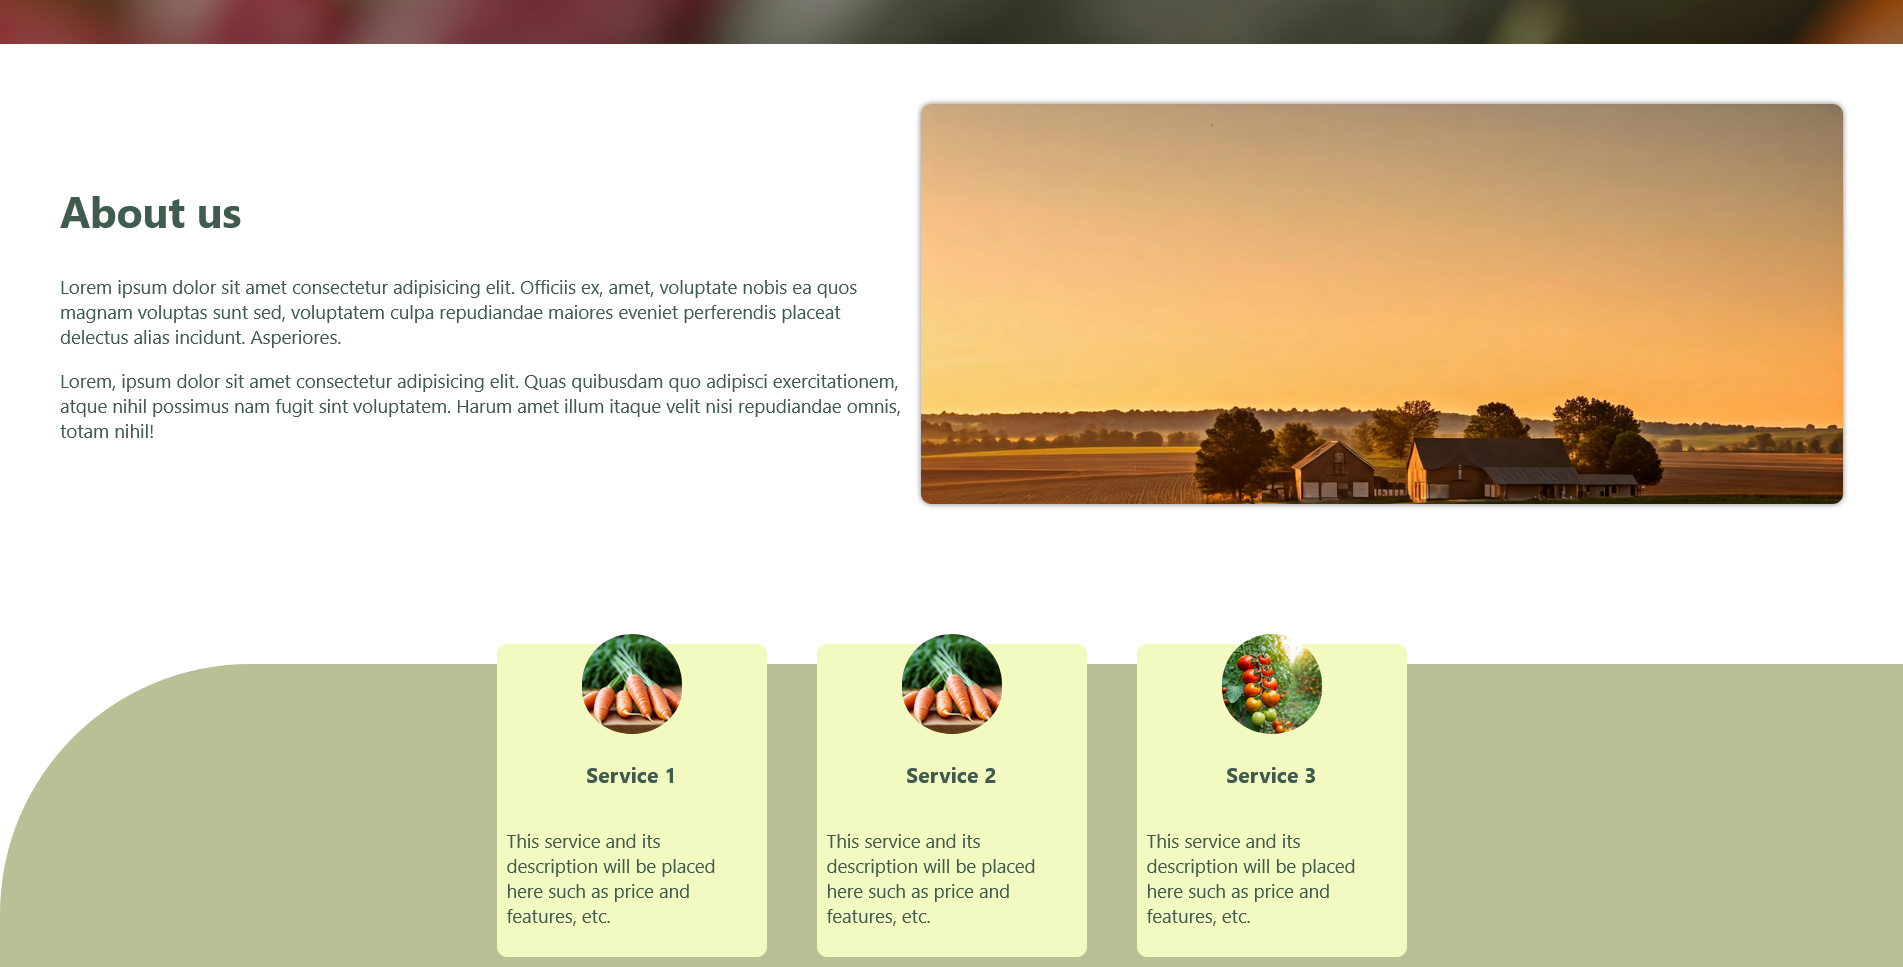 About us
Lorem ipsum dolor sit amet consectetur adipisicing elit. Officiis ex, amet, voluptate nobis ea quos
magnam voluptas sunt sed, voluptatem culpa repudiandae maiores eveniet perferendis placeat
delectus alias incidunt. Asperiores.
Lorem, ipsum dolor sit amet consectetur adipisicing elit. Quas quibusdam quo adipisci exercitationem,
atque nihil possimus nam fugit sint voluptatem. Harum amet illum itaque velit nisi repudiandae omnis,
totam nihil!
Service 1
This service and its
description will be placed
here such as price and
features, etc.
Service 2
This service and its
description will be placed
here such as price and
features, etc.
Service 3
This service and its
description will be placed
here such as price and
features, etc.